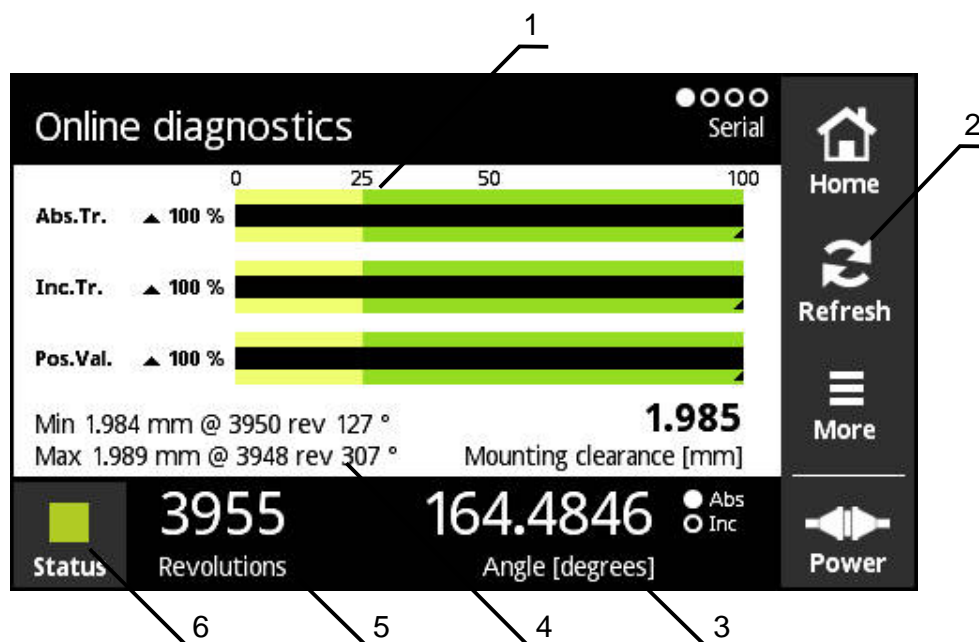 1
Online diagnostics
Serial
Home
2
0 25 50 100
Abs.Tr. ▲ 100 %
Inc.Tr. ▲ 100 %
Refresh
Pos.Val. ▲ 100 %
Min 1.984 mm @ 3950 rev 127 °
Max 1.989 mm @ 3948 rev 307 °
1.985
Mounting clearance [mm]
More
Status
3955
Revolutions
164.4846
Angle [degrees]
Abs
Inc
Power
6 5 4 3